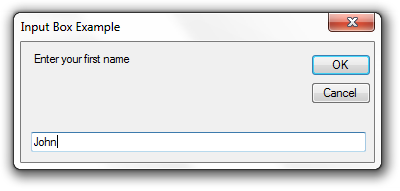 Input Box Example
Enter your first name
OK
Cancel
John